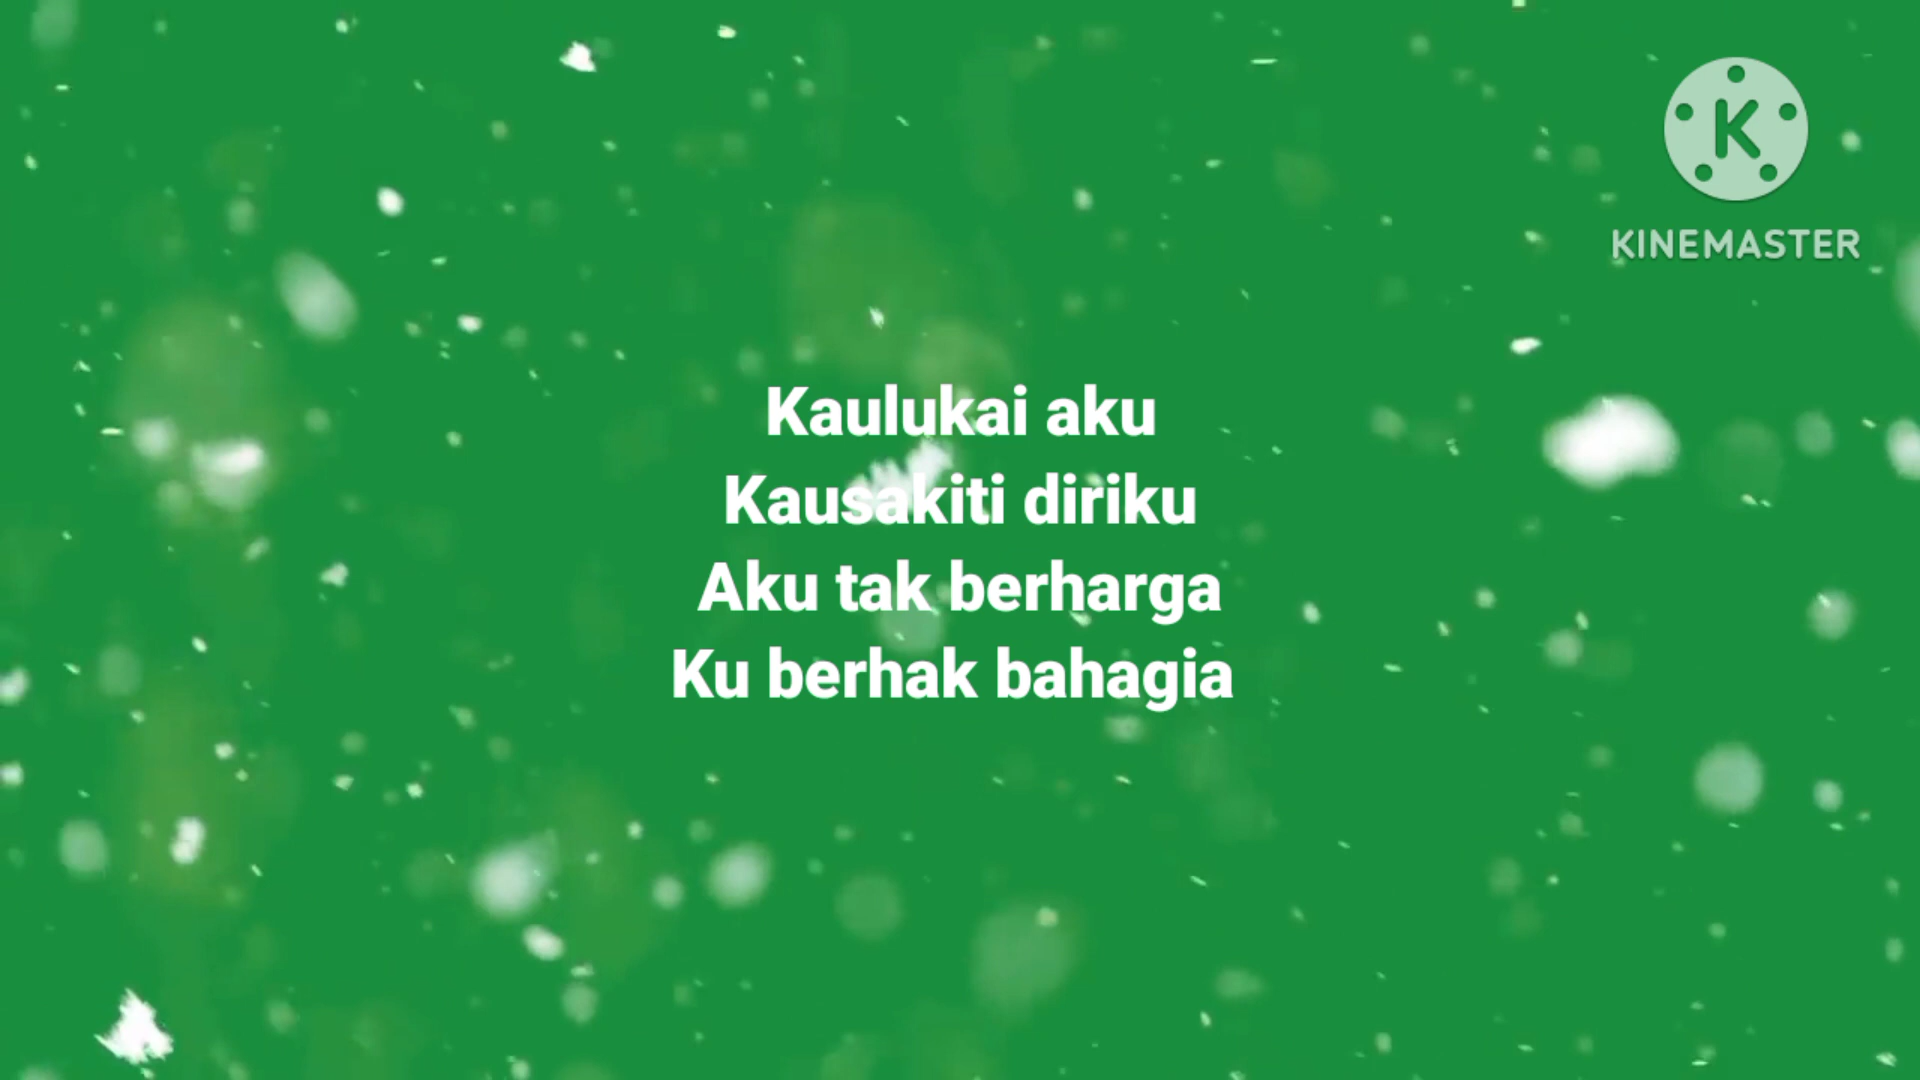 K
KINEMASTER
Kaulukai aku
Kausakiti diriku
Aku tak berharga
Ku berhak bahagia